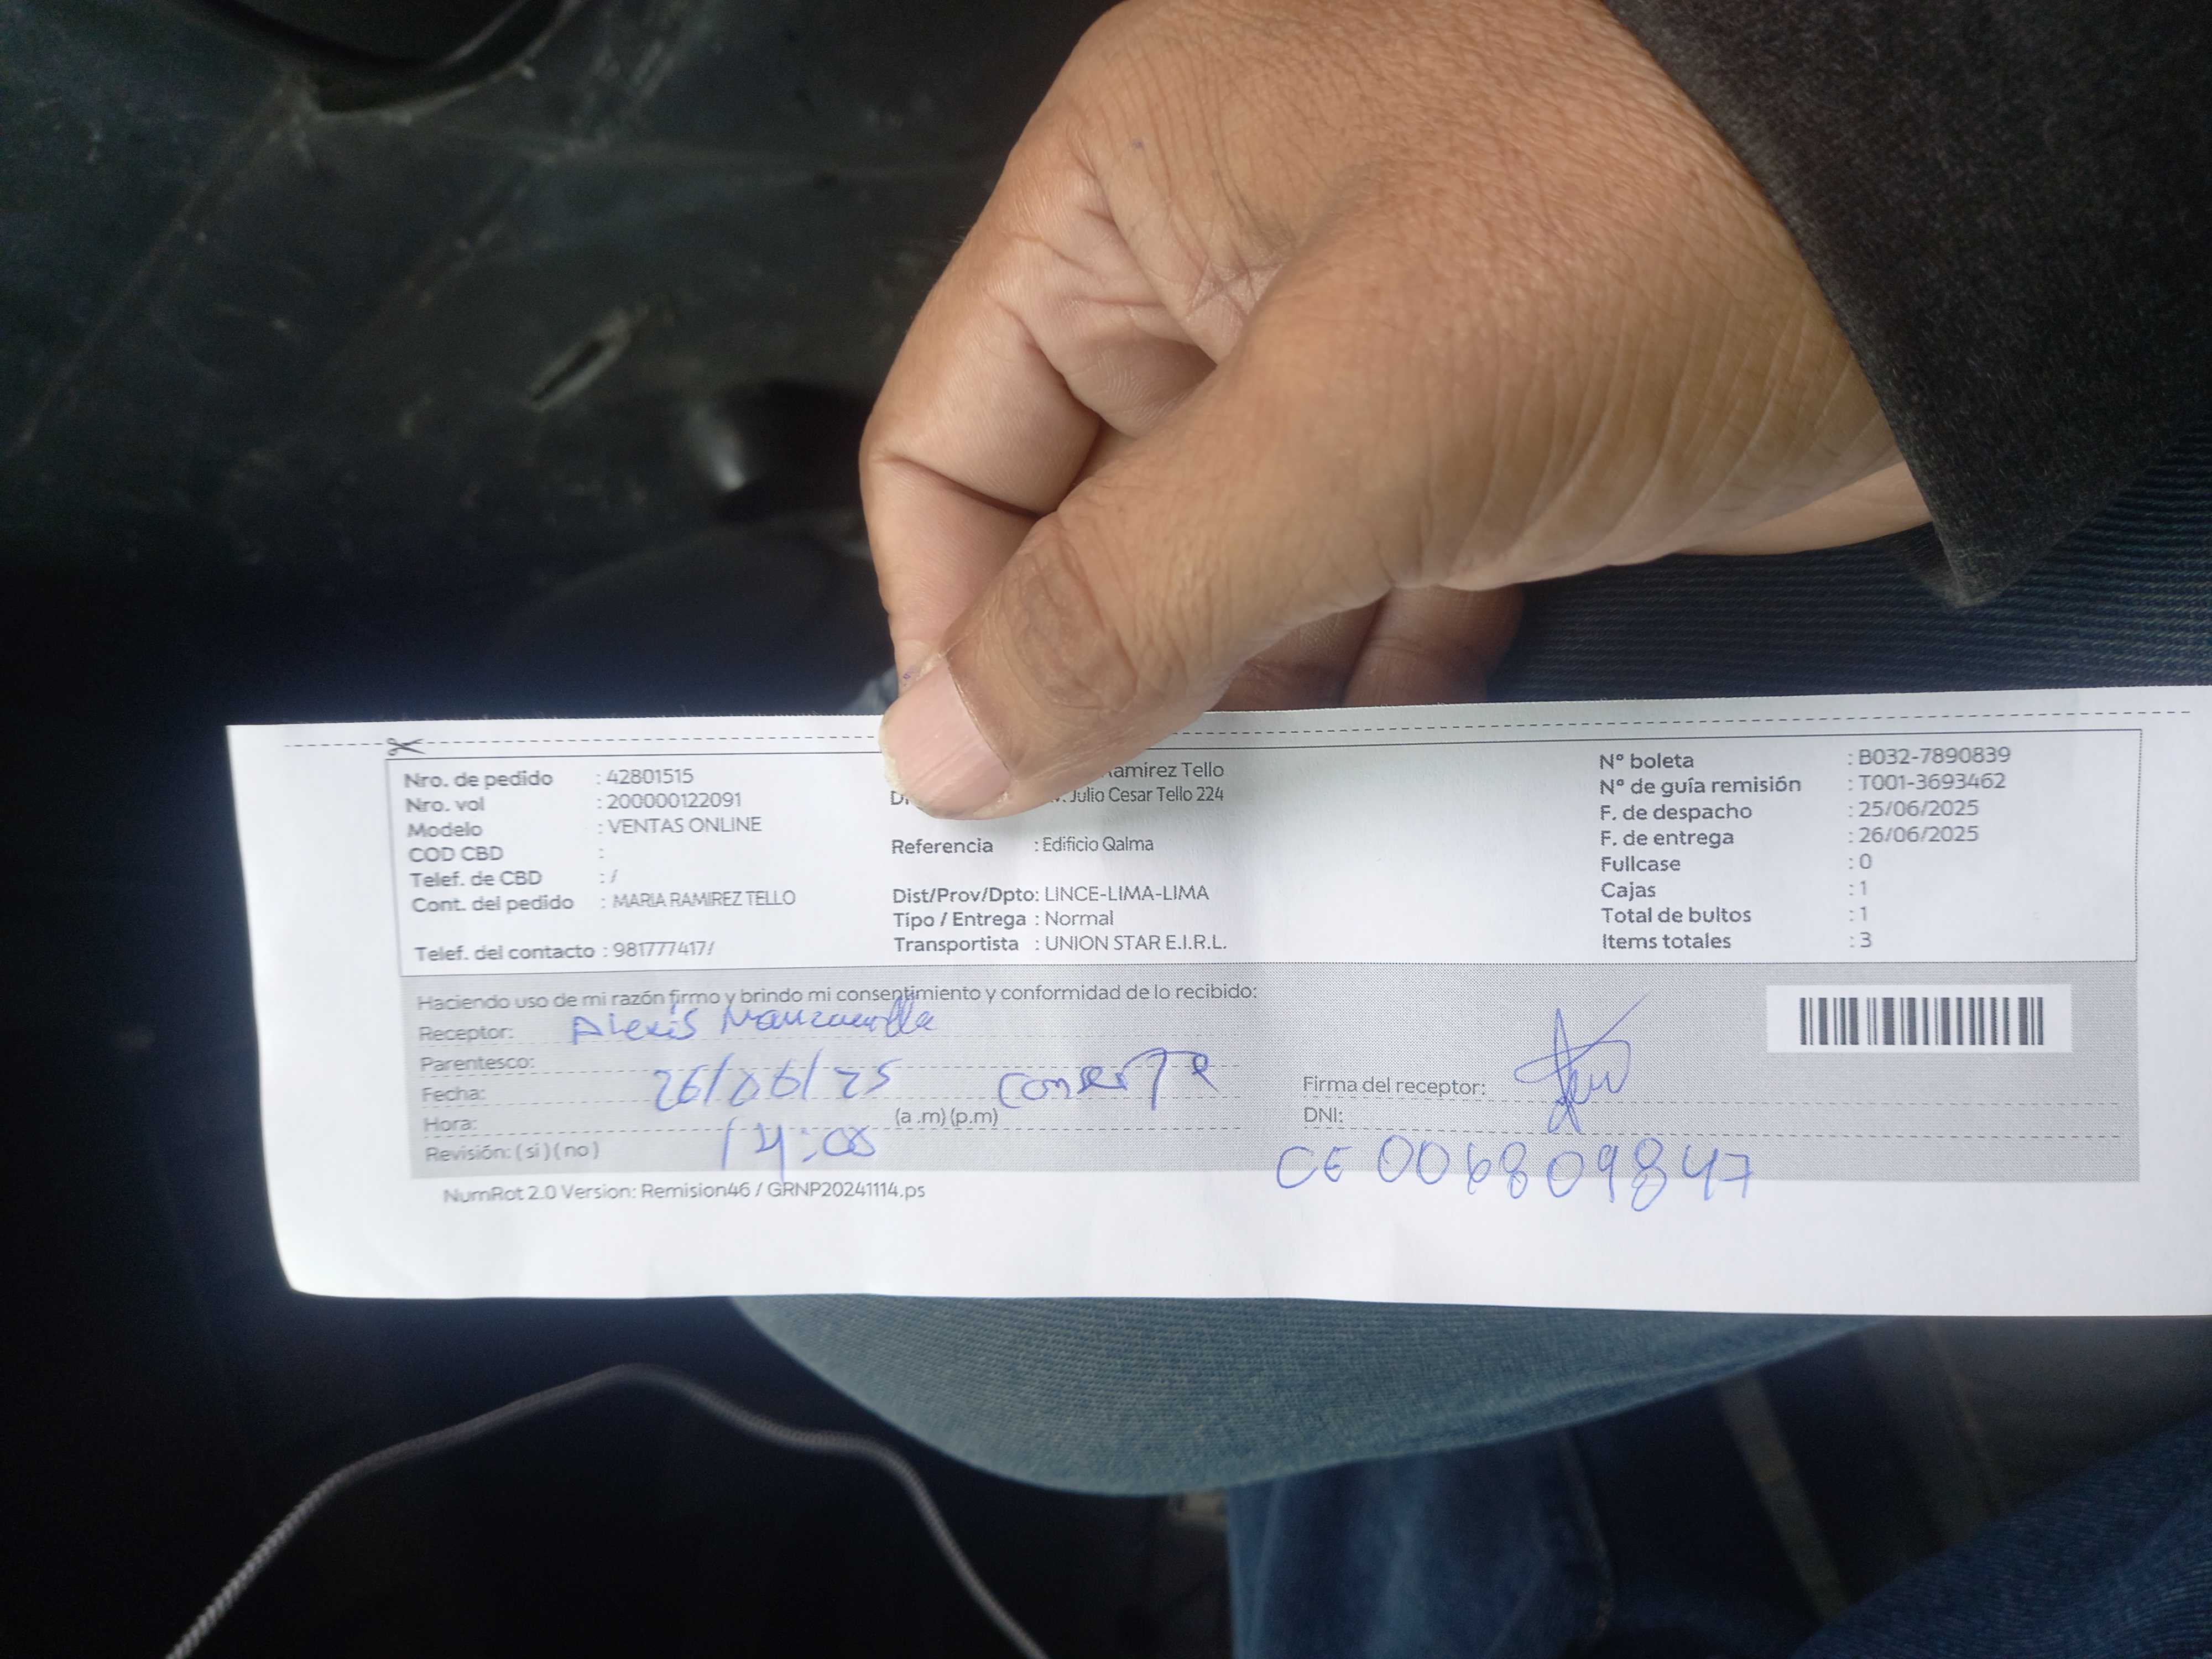 Nro. de pedido : 42801515
Nro. vol : 200000122091
Modelo : VENTAS ONLINE
COD CBD :
Telef. de CBD : /
Cont. del pedido : MARIA RAMIREZ TELLO
Telef. del contacto : 981777417/
Ramirez Tello
Julio Cesar Tello 224
Referencia : Edificio Qalma
Dist/Prov/Dpto: LINCE-LIMA-LIMA
Tipo / Entrega : Normal
Transportista : UNION STAR E.I.R.L.
Nº boleta : B032-7890839
Nº de guía remisión : T001-3693462
F. de despacho : 25/06/2025
F. de entrega : 26/06/2025
Fullcase : 0
Cajas : 1
Total de bultos : 1
Items totales : 3
Haciendo uso de mi razón firmo y brindo mi consentimiento y conformidad de lo recibido:
Receptor: Alexis
Parentesco: conserje
Fecha: 26/06/25
Hora: 14:08 (a .m) (p.m)
Revisión: ( si ) ( no )
Firma del receptor:
DNI: CE 006809847
NumRot 2.0 Version: Remision46 / GRNP20241114.ps